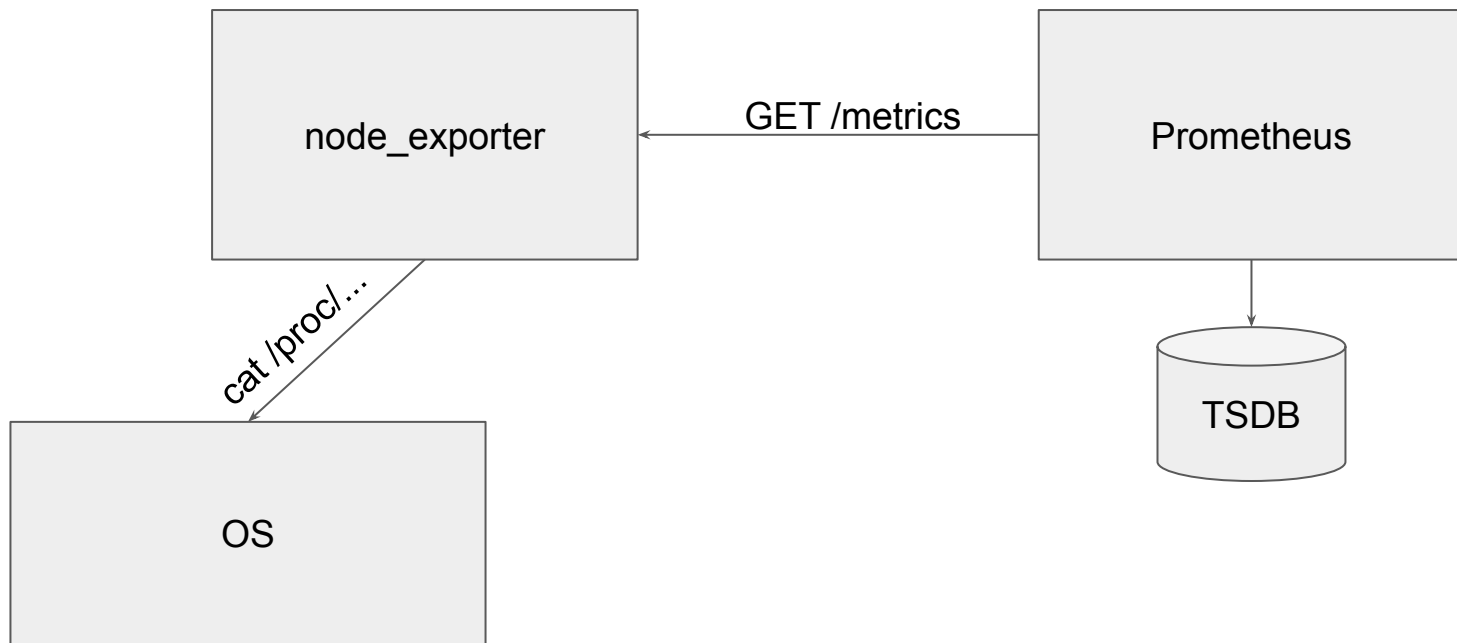 GET /metrics
node_exporter
Prometheus
cat /proc/...
TSDB
OS